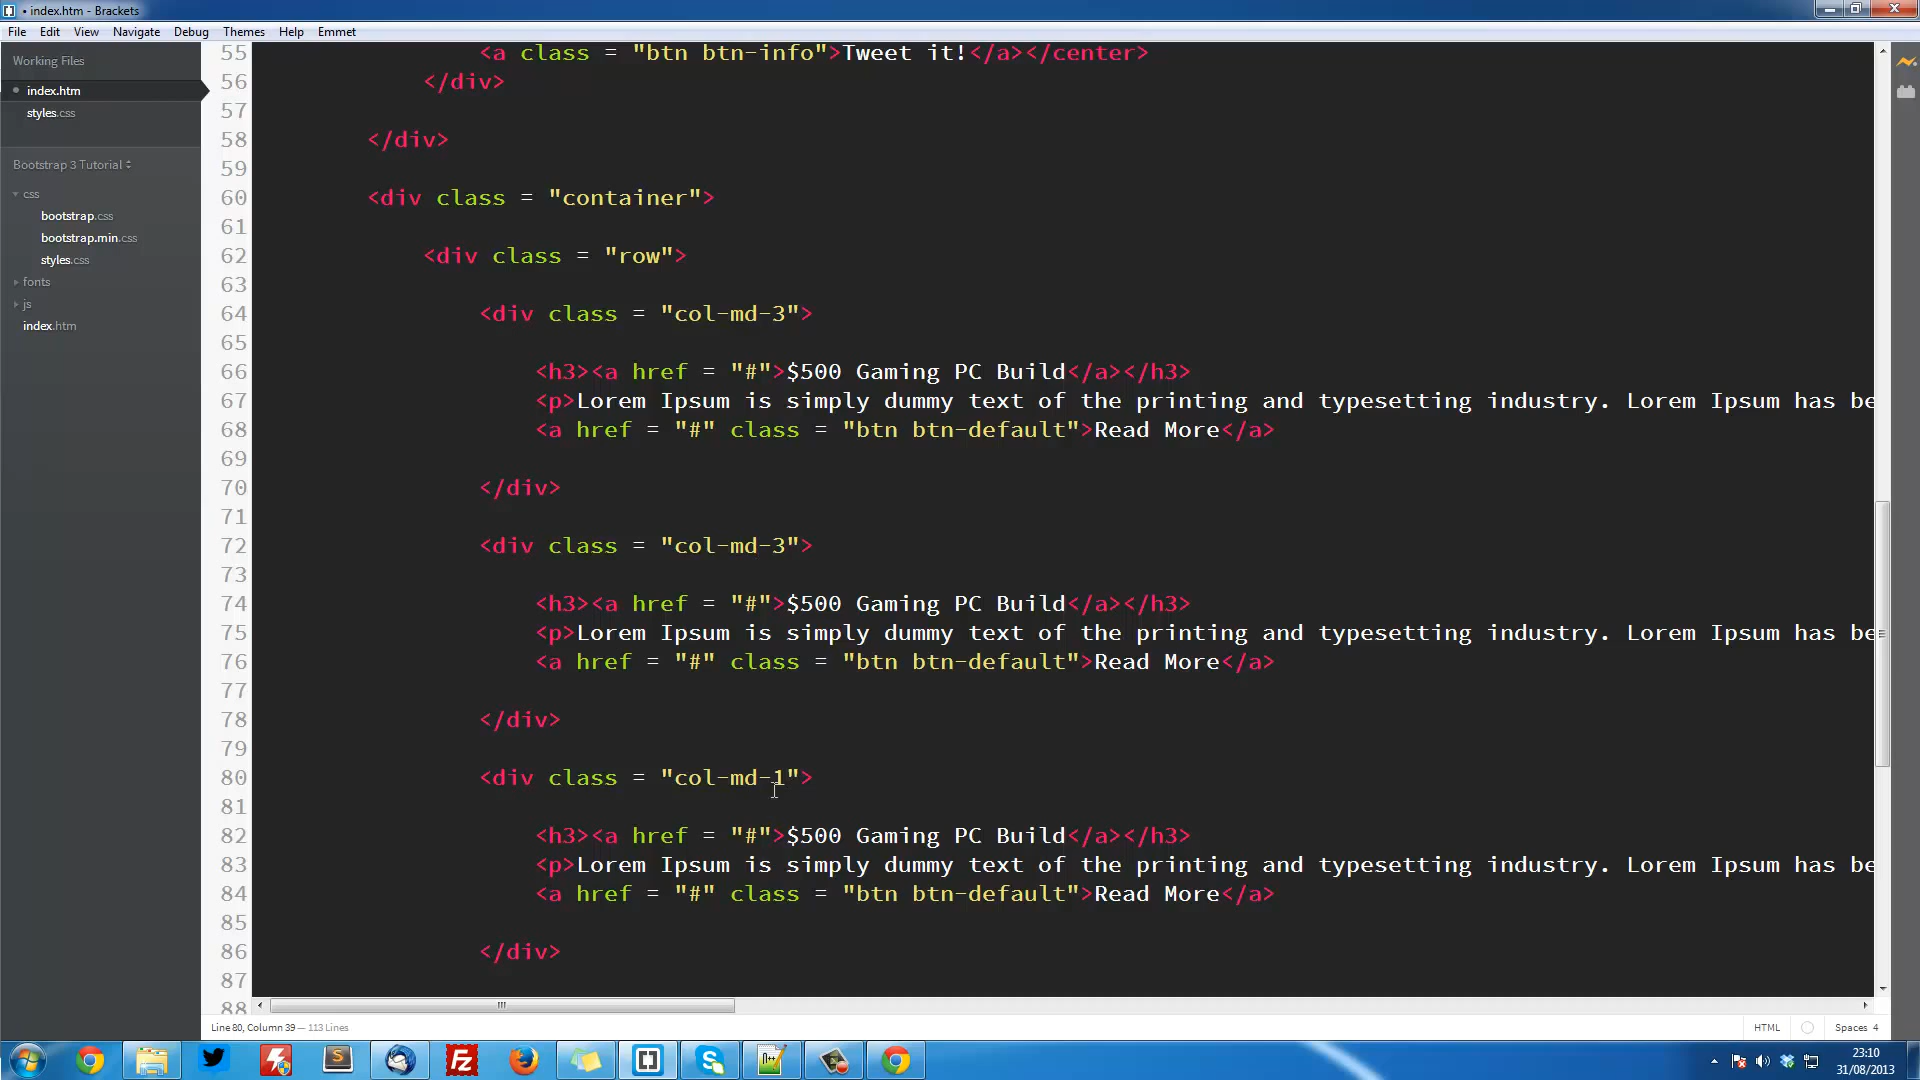 • index.htm - Brackets
File Edit View Navigate Debug Themes Help Emmet
Working Files
index.htm
styles.css
Bootstrap 3 Tutorial
css
bootstrap.css
bootstrap.min.css
styles.css
fonts
js
index.htm
55 <a class = "btn btn-info">Tweet it!</a></center>
56 </div>
57
58 </div>
59
60 <div class = "container">
61
62 <div class = "row">
63
64 <div class = "col-md-3">
65
66 <h3><a href = "#">$500 Gaming PC Build</a></h3>
67 <p>Lorem Ipsum is simply dummy text of the printing and typesetting industry. Lorem Ipsum has be
68 <a href = "#" class = "btn btn-default">Read More</a>
69
70 </div>
71
72 <div class = "col-md-3">
73
74 <h3><a href = "#">$500 Gaming PC Build</a></h3>
75 <p>Lorem Ipsum is simply dummy text of the printing and typesetting industry. Lorem Ipsum has be
76 <a href = "#" class = "btn btn-default">Read More</a>
77
78 </div>
79
80 <div class = "col-md-1">
81
82 <h3><a href = "#">$500 Gaming PC Build</a></h3>
83 <p>Lorem Ipsum is simply dummy text of the printing and typesetting industry. Lorem Ipsum has be
84 <a href = "#" class = "btn btn-default">Read More</a>
85
86 </div>
87
88
Line 80, Column 39 — 113 Lines
HTML
Spaces 4
23:10
31/08/2013